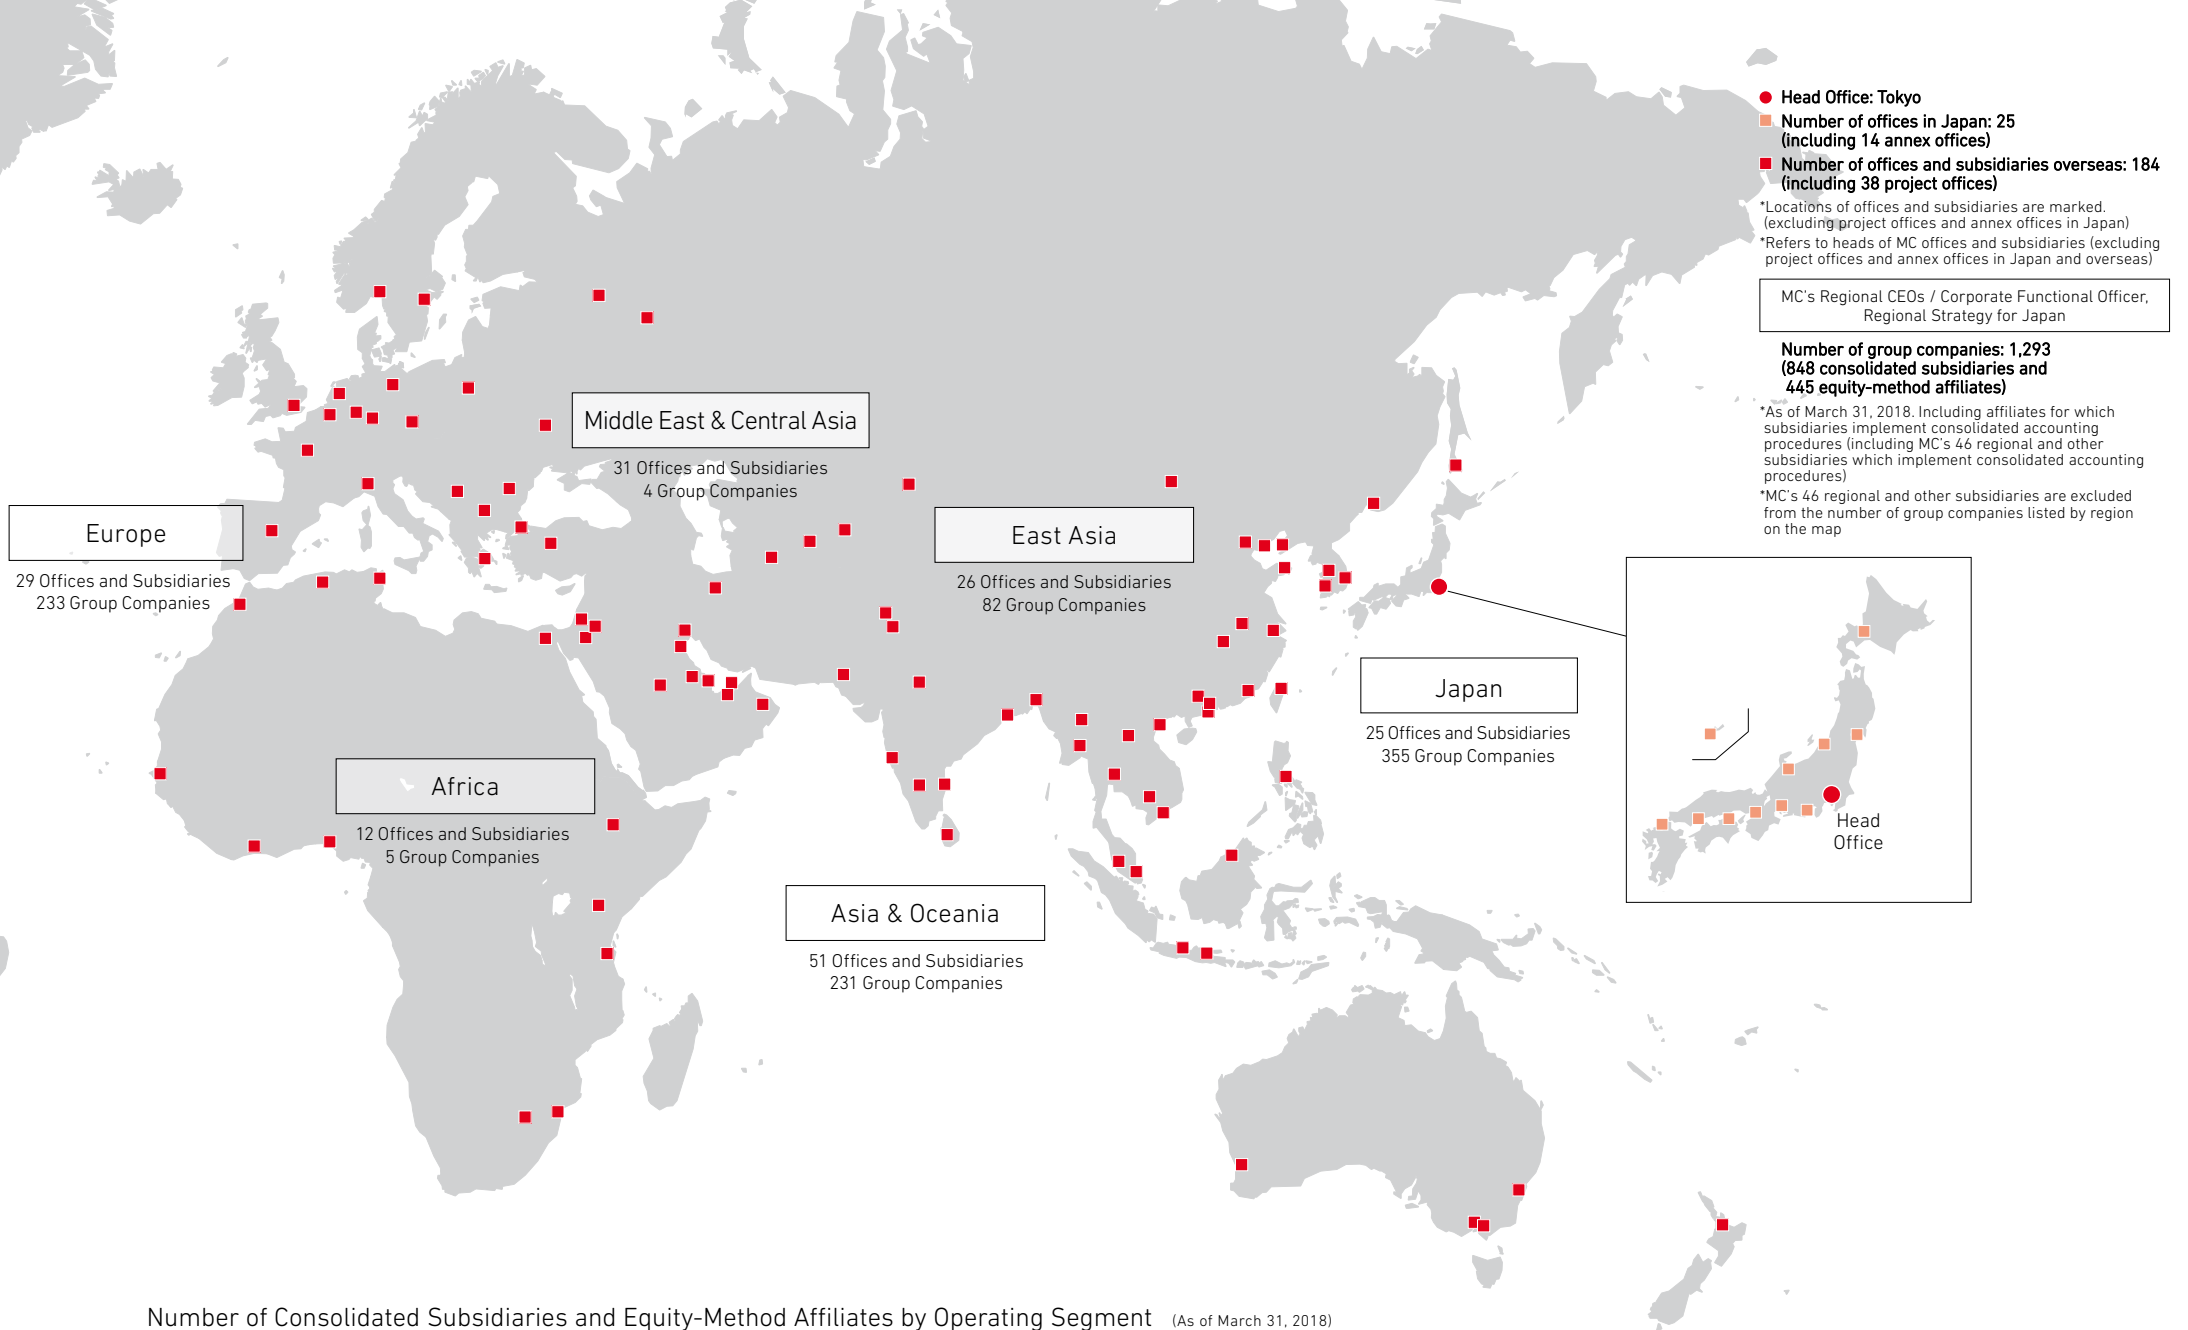 Head Office: Tokyo
Number of offices in Japan: 25
(including 14 annex offices)
Number of offices and subsidiaries overseas: 184
(including 38 project offices)
*Locations of offices and subsidiaries are marked.
(excluding project offices and annex offices in Japan)
*Refers to heads of MC offices and subsidiaries (excluding
project offices and annex offices in Japan and overseas)
MC's Regional CEOs / Corporate Functional Officer,
Regional Strategy for Japan
Number of group companies: 1,293
(848 consolidated subsidiaries and
445 equity-method affiliates)
*As of March 31, 2018. Including affiliates for which
subsidiaries implement consolidated accounting
procedures (including MC's 46 regional and other
subsidiaries which implement consolidated accounting
procedures)
*MC's 46 regional and other subsidiaries are excluded
from the number of group companies listed by region
on the map
Middle East & Central Asia
31 Offices and Subsidiaries
4 Group Companies
Europe
29 Offices and Subsidiaries
233 Group Companies
East Asia
26 Offices and Subsidiaries
82 Group Companies
Japan
25 Offices and Subsidiaries
355 Group Companies
Africa
12 Offices and Subsidiaries
5 Group Companies
Head
Office
Asia & Oceania
51 Offices and Subsidiaries
231 Group Companies
Number of Consolidated Subsidiaries and Equity-Method Affiliates by Operating Segment (As of March 31, 2018)